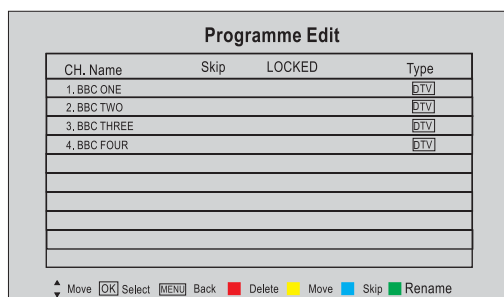 Programme Edit
CH. Name Skip LOCKED Type
1. BBC ONE DTV
2. BBC TWO DTV
3. BBC THREE DTV
4. BBC FOUR DTV
Move OK Select MENU Back Delete Move Skip Rename